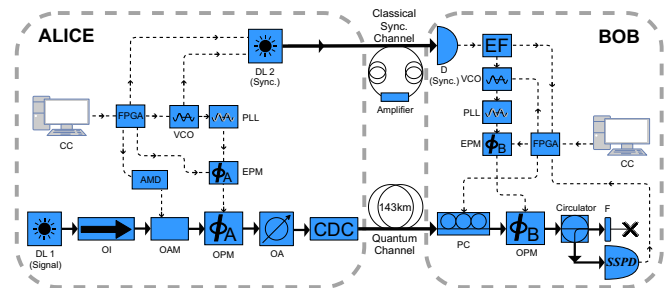 ALICE
Classical
Sync.
Channel
BOB
DL 2
(Sync.)
D
(Sync.)
EF
VCO
Amplifier
FPGA
VCO
PLL
CC
PLL
EPM
ϕB
FPGA
CC
AMD
ϕA
EPM
143km
Circulator
F
DL 1
(Signal)
OI
OAM
ϕA
OPM
OA
CDC
Quantum
Channel
PC
ϕB
OPM
SSPD